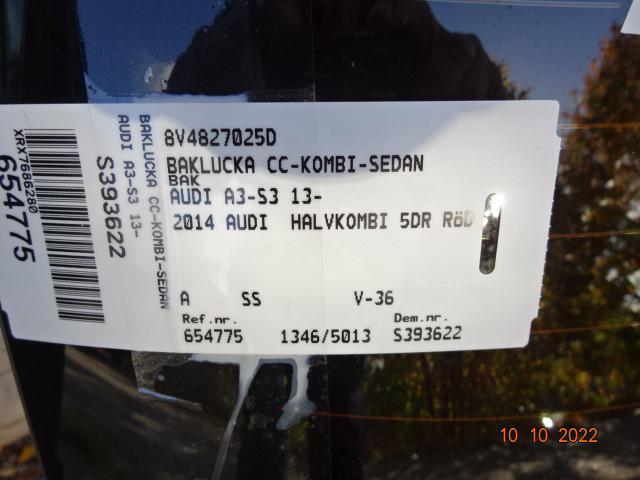 8V4827025D
BAKLUCKA CC-KOMBI-SEDAN
BAK
AUDI A3-S3 13-
2014 AUDI HALVKOMBI 5DR RöD
A SS V-36
Ref.nr. Dem.nr.
654775 1346/5013 S393622
BAKLUCKA CC-KOMBI-SEDAN
AUDI A3-S3 13-
S393622
XRX7686280
654775
10 10 2022